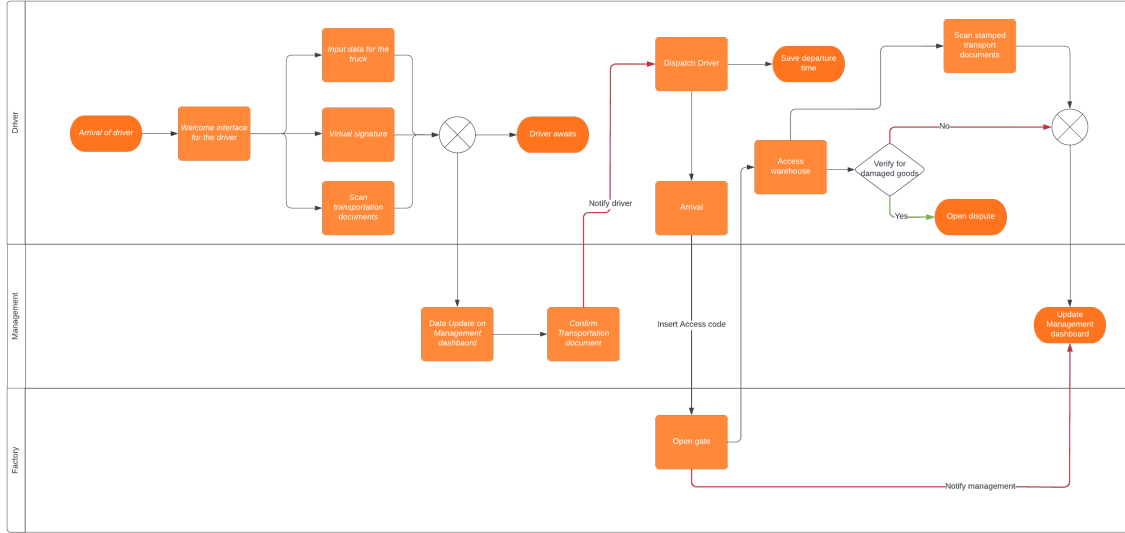 Driver
Arrival of driver
Welcome interface
for the driver
Input data for the
truck
Virtual signature
Scan
transportation
documents
Driver awaits
Notify driver
Dispatch Driver
Save departure
time
Arrival
Access
warehouse
Scan stamped
transport
documents
Verify for
damaged goods
No
Yes
Open dispute
Management
Data Update on
Management
dashbaord
Confirm
Transportation
document
Insert Access code
Update
Management
dashboard
Factory
Open gate
Notify management